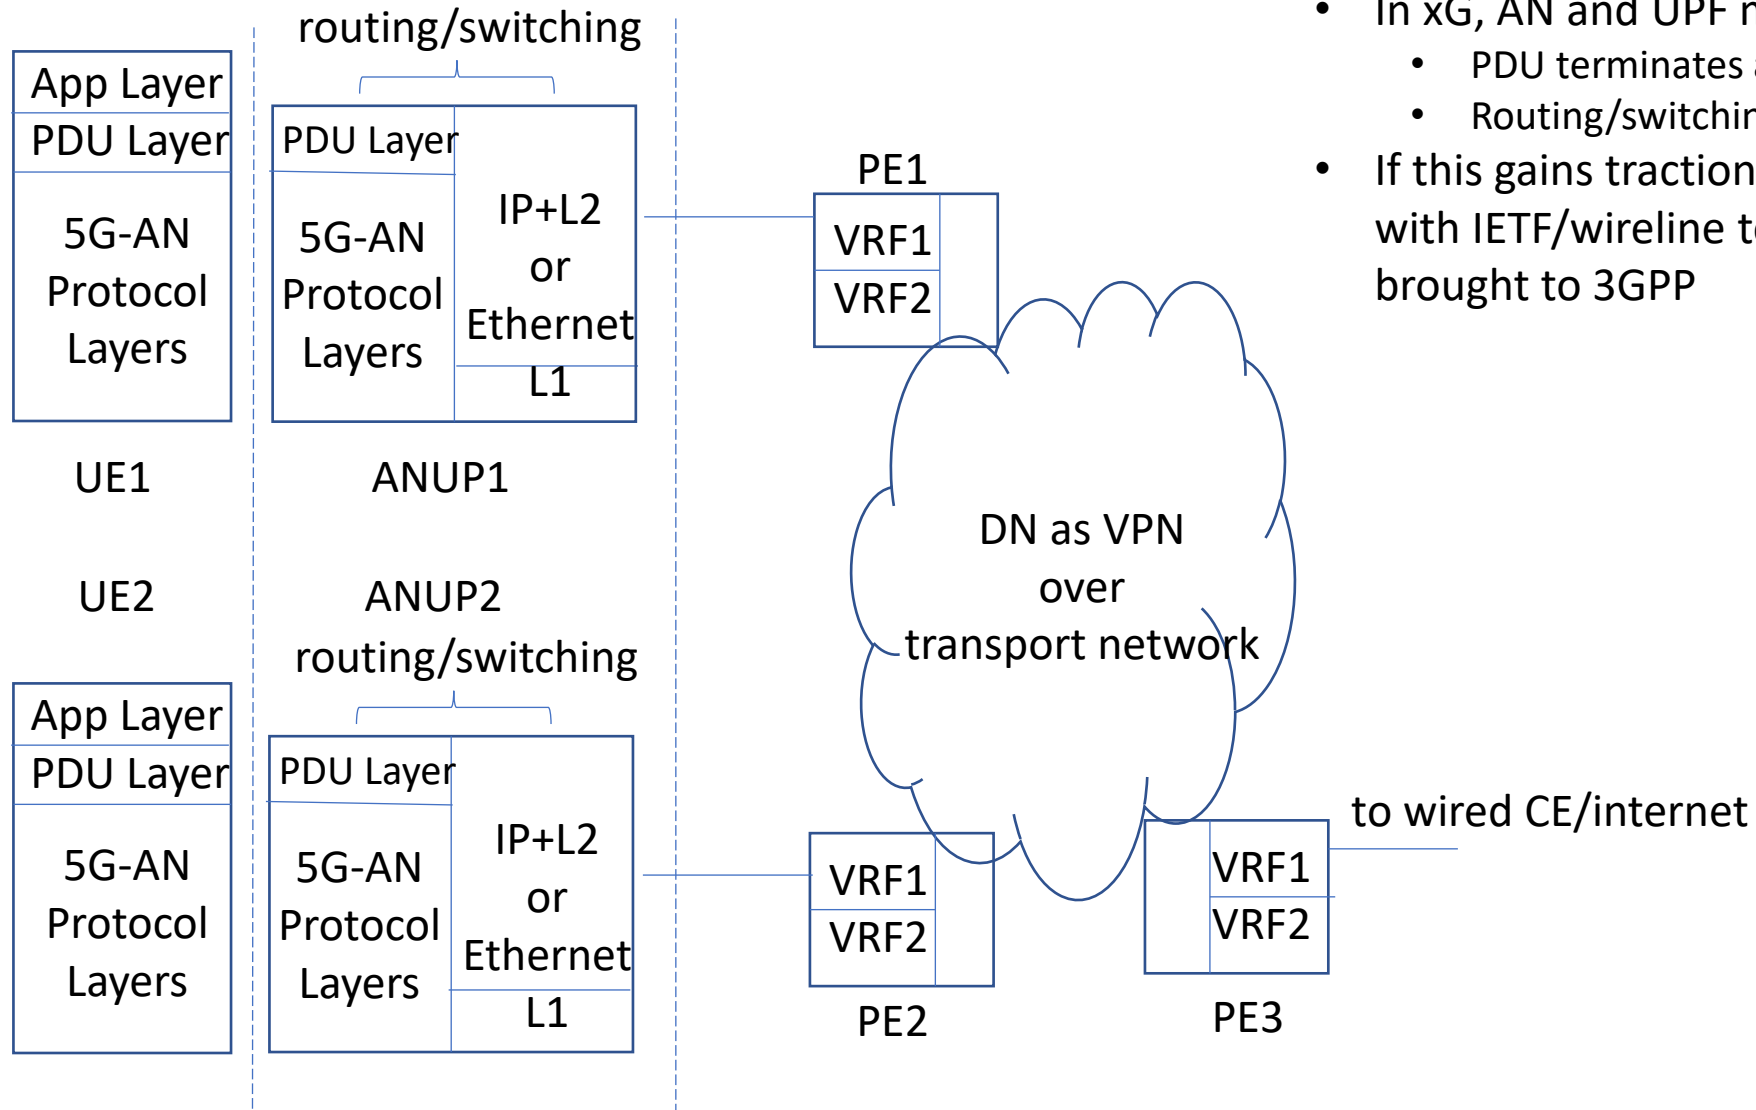 routing/switching
App Layer
PDU Layer
5G-AN
Protocol
Layers
PDU Layer
5G-AN
Protocol
Layers
IP+L2
or
Ethernet
L1
UE1
ANUP1
PE1
VRF1
VRF2
• In xG, AN and UPF
• PDU terminates
•
• If this gains traction
with IETF/wireline
brought to 3GPP
DN as VPN
over
transport network
UE2
ANUP2
routing/switching
App Layer
PDU Layer
5G-AN
Protocol
Layers
PDU Layer
5G-AN
Protocol
Layers
IP+L2
or
Ethernet
L1
VRF1
VRF2
PE2
VRF1
VRF2
PE3
to wired CE/internet